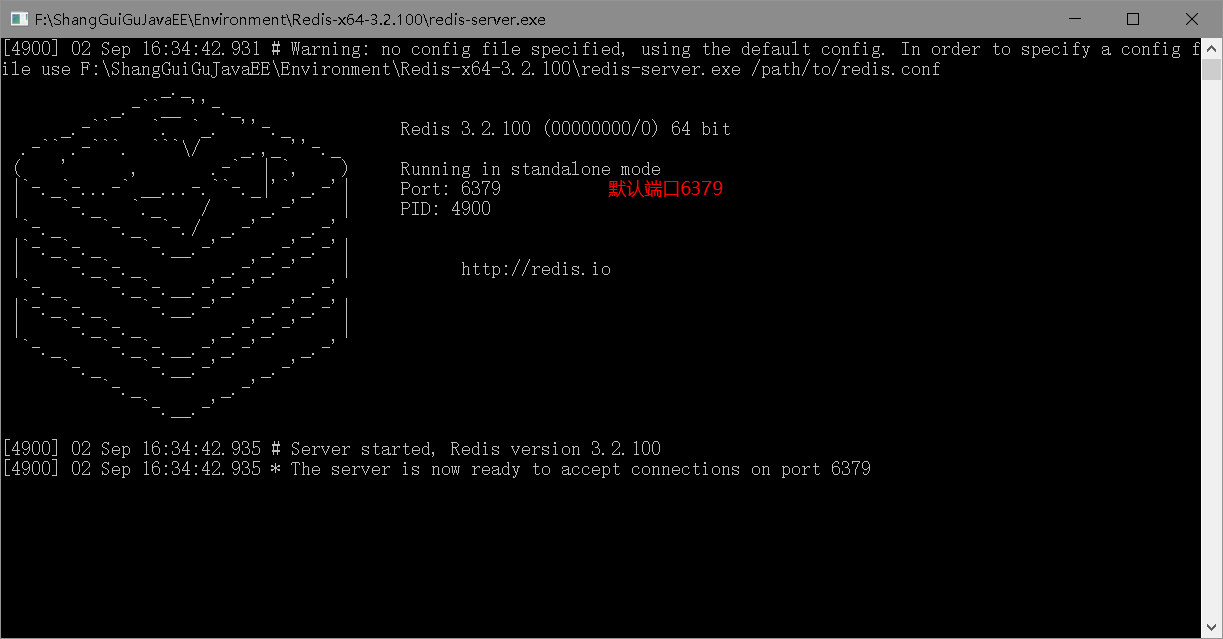 F:\ShangGuiGuJavaEE\Environment\Redis-x64-3.2.100\redis-server.exe
[4900] 02 Sep 16:34:42.931 # Warning: no config file specified, using the default config. In order to specify a config f
ile use F:\ShangGuiGuJavaEE\Environment\Redis-x64-3.2.100\redis-server.exe /path/to/redis.conf
Redis 3.2.100 (00000000/0) 64 bit
Running in standalone mode
Port: 6379 默认端口6379
PID: 4900
http://redis.io
[4900] 02 Sep 16:34:42.935 # Server started, Redis version 3.2.100
[4900] 02 Sep 16:34:42.935 * The server is now ready to accept connections on port 6379